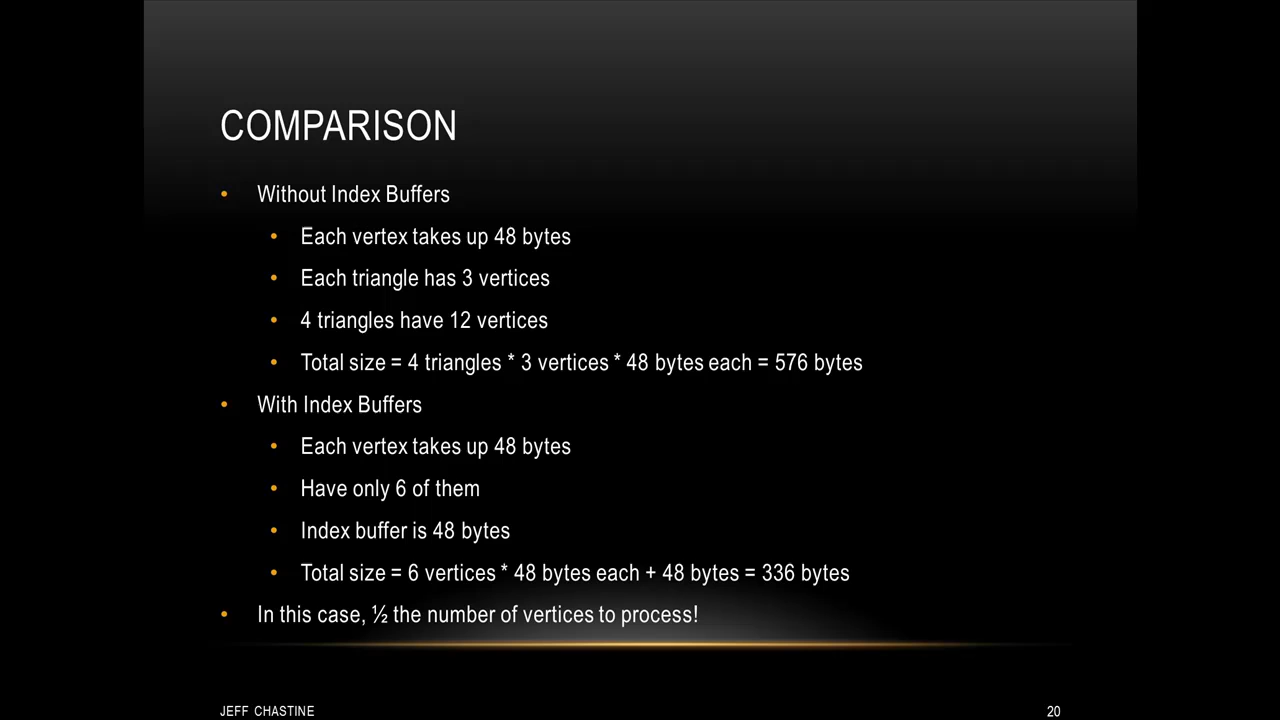 COMPARISON
• Without Index Buffers
• Each vertex takes up 48 bytes
• Each triangle has 3 vertices
• 4 triangles have 12 vertices
• Total size = 4 triangles * 3 vertices * 48 bytes each = 576 bytes
• With Index Buffers
• Each vertex takes up 48 bytes
• Have only 6 of them
• Index buffer is 48 bytes
• Total size = 6 vertices * 48 bytes each + 48 bytes = 336 bytes
• In this case, ½ the number of vertices to process!
JEFF CHASTINE
20